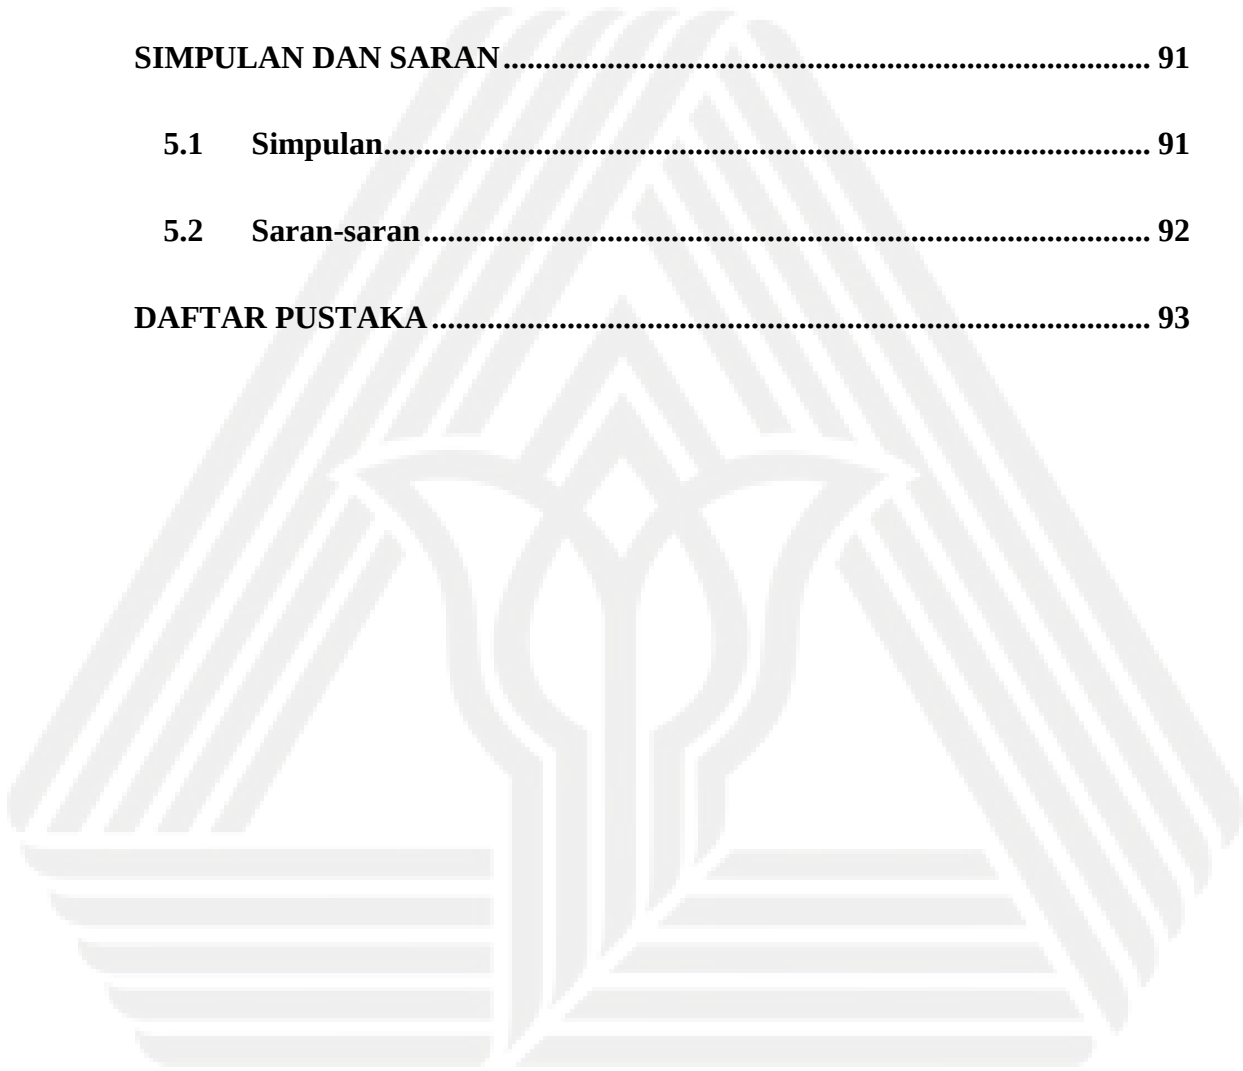 SIMPULAN DAN SARAN........................................................................ 91
5.1 Simpulan..................................................................................... 91
5.2 Saran-saran................................................................................. 92
DAFTAR PUSTAKA................................................................................ 93